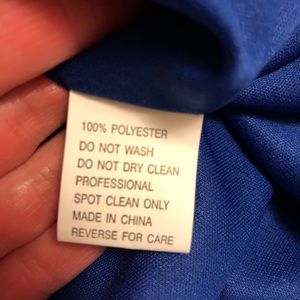 100% POLYESTER
DO NOT WASH
DO NOT DRY CLEAN
PROFESSIONAL
SPOT CLEAN ONLY
MADE IN CHINA
REVERSE FOR CARE